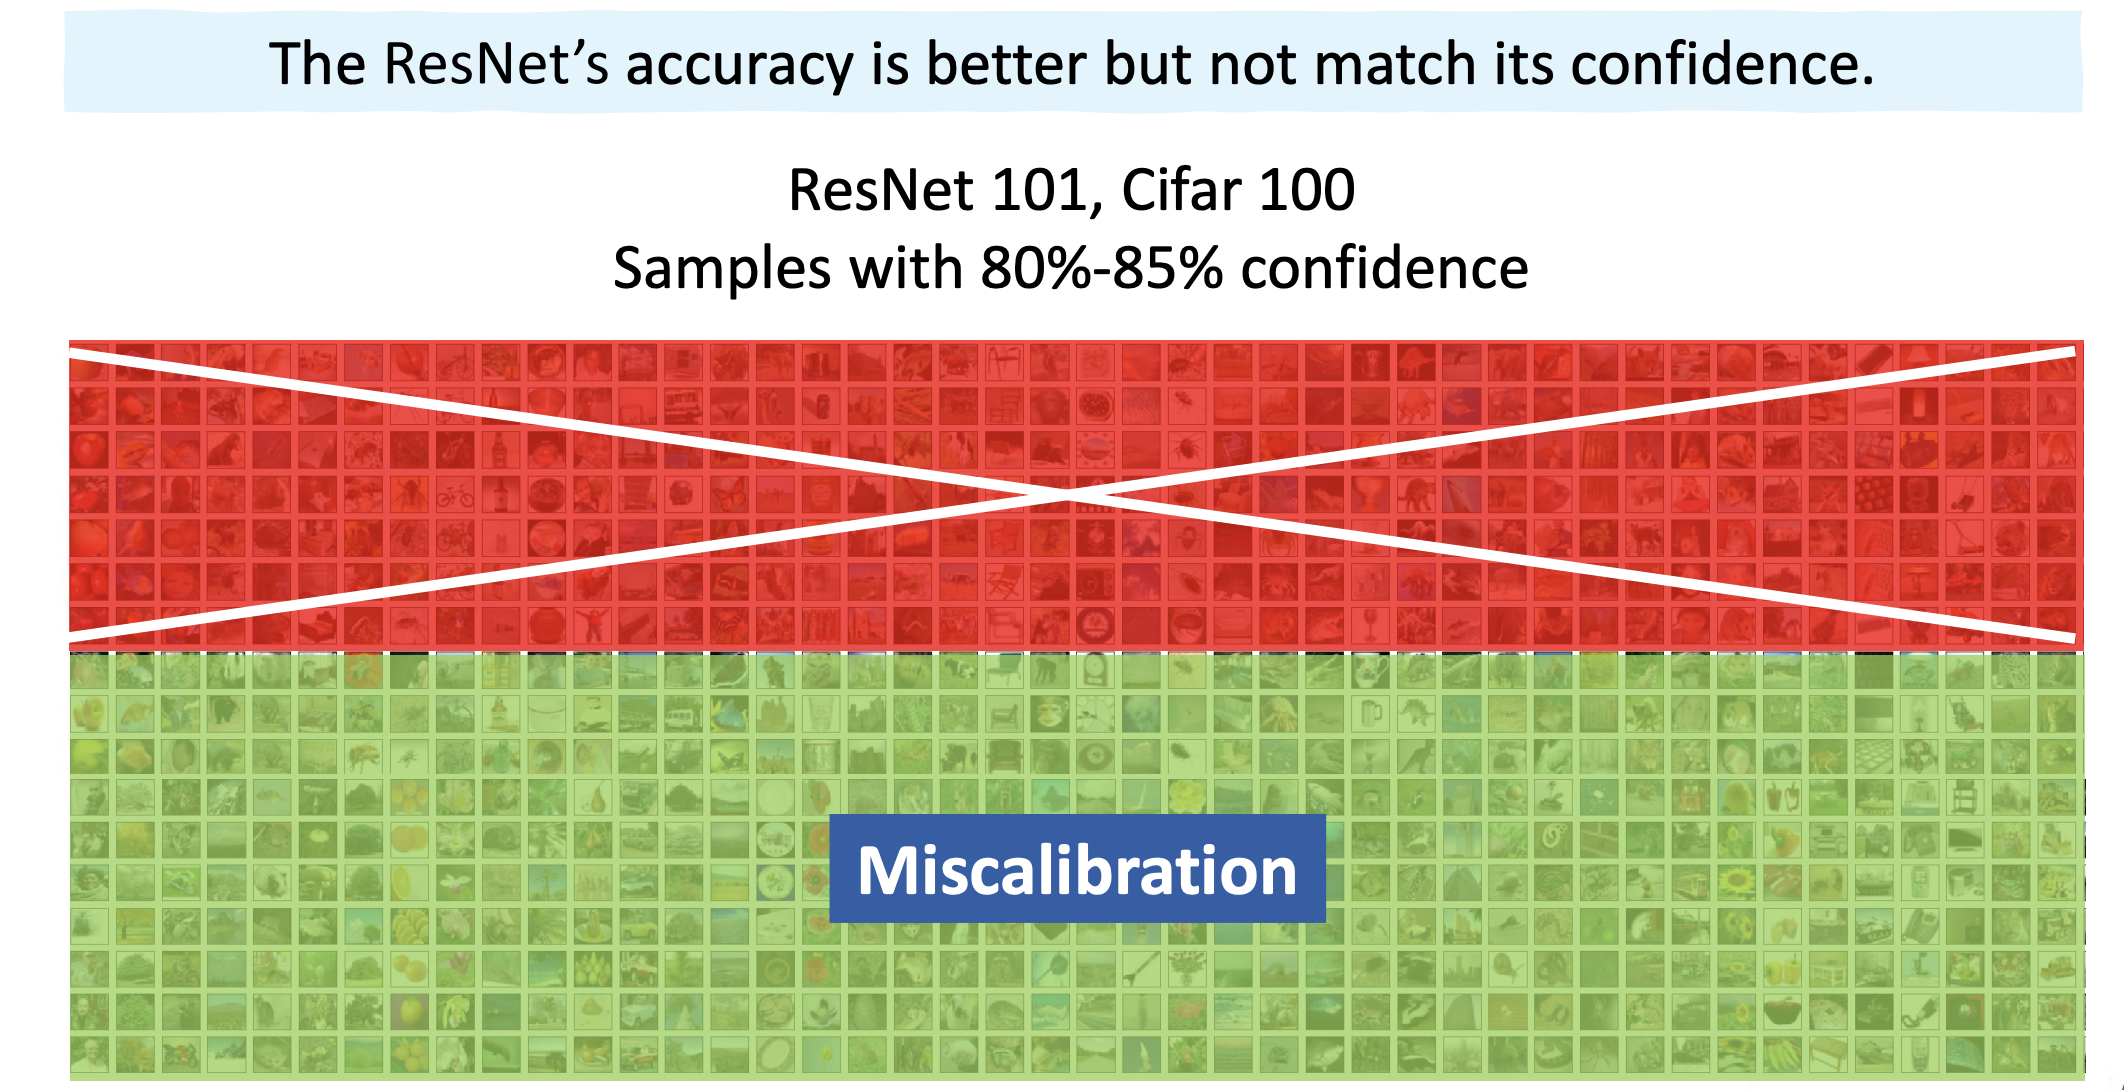 The ResNet’s accuracy is better but not match its confidence.
ResNet 101, Cifar 100
Samples with 80%-85% confidence
Miscalibration